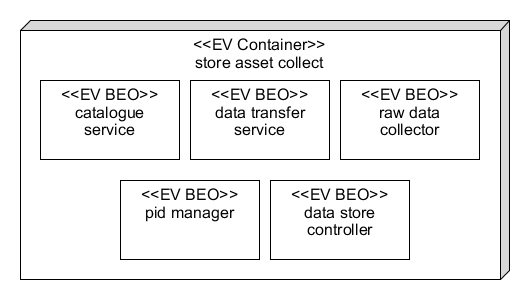 <<EV Container>>
store asset collect
<<EV BEO>>
catalogue
service
<<EV BEO>>
data transfer
service
<<EV BEO>>
raw data
collector
<<EV BEO>>
pid manager
<<EV BEO>>
data store
controller